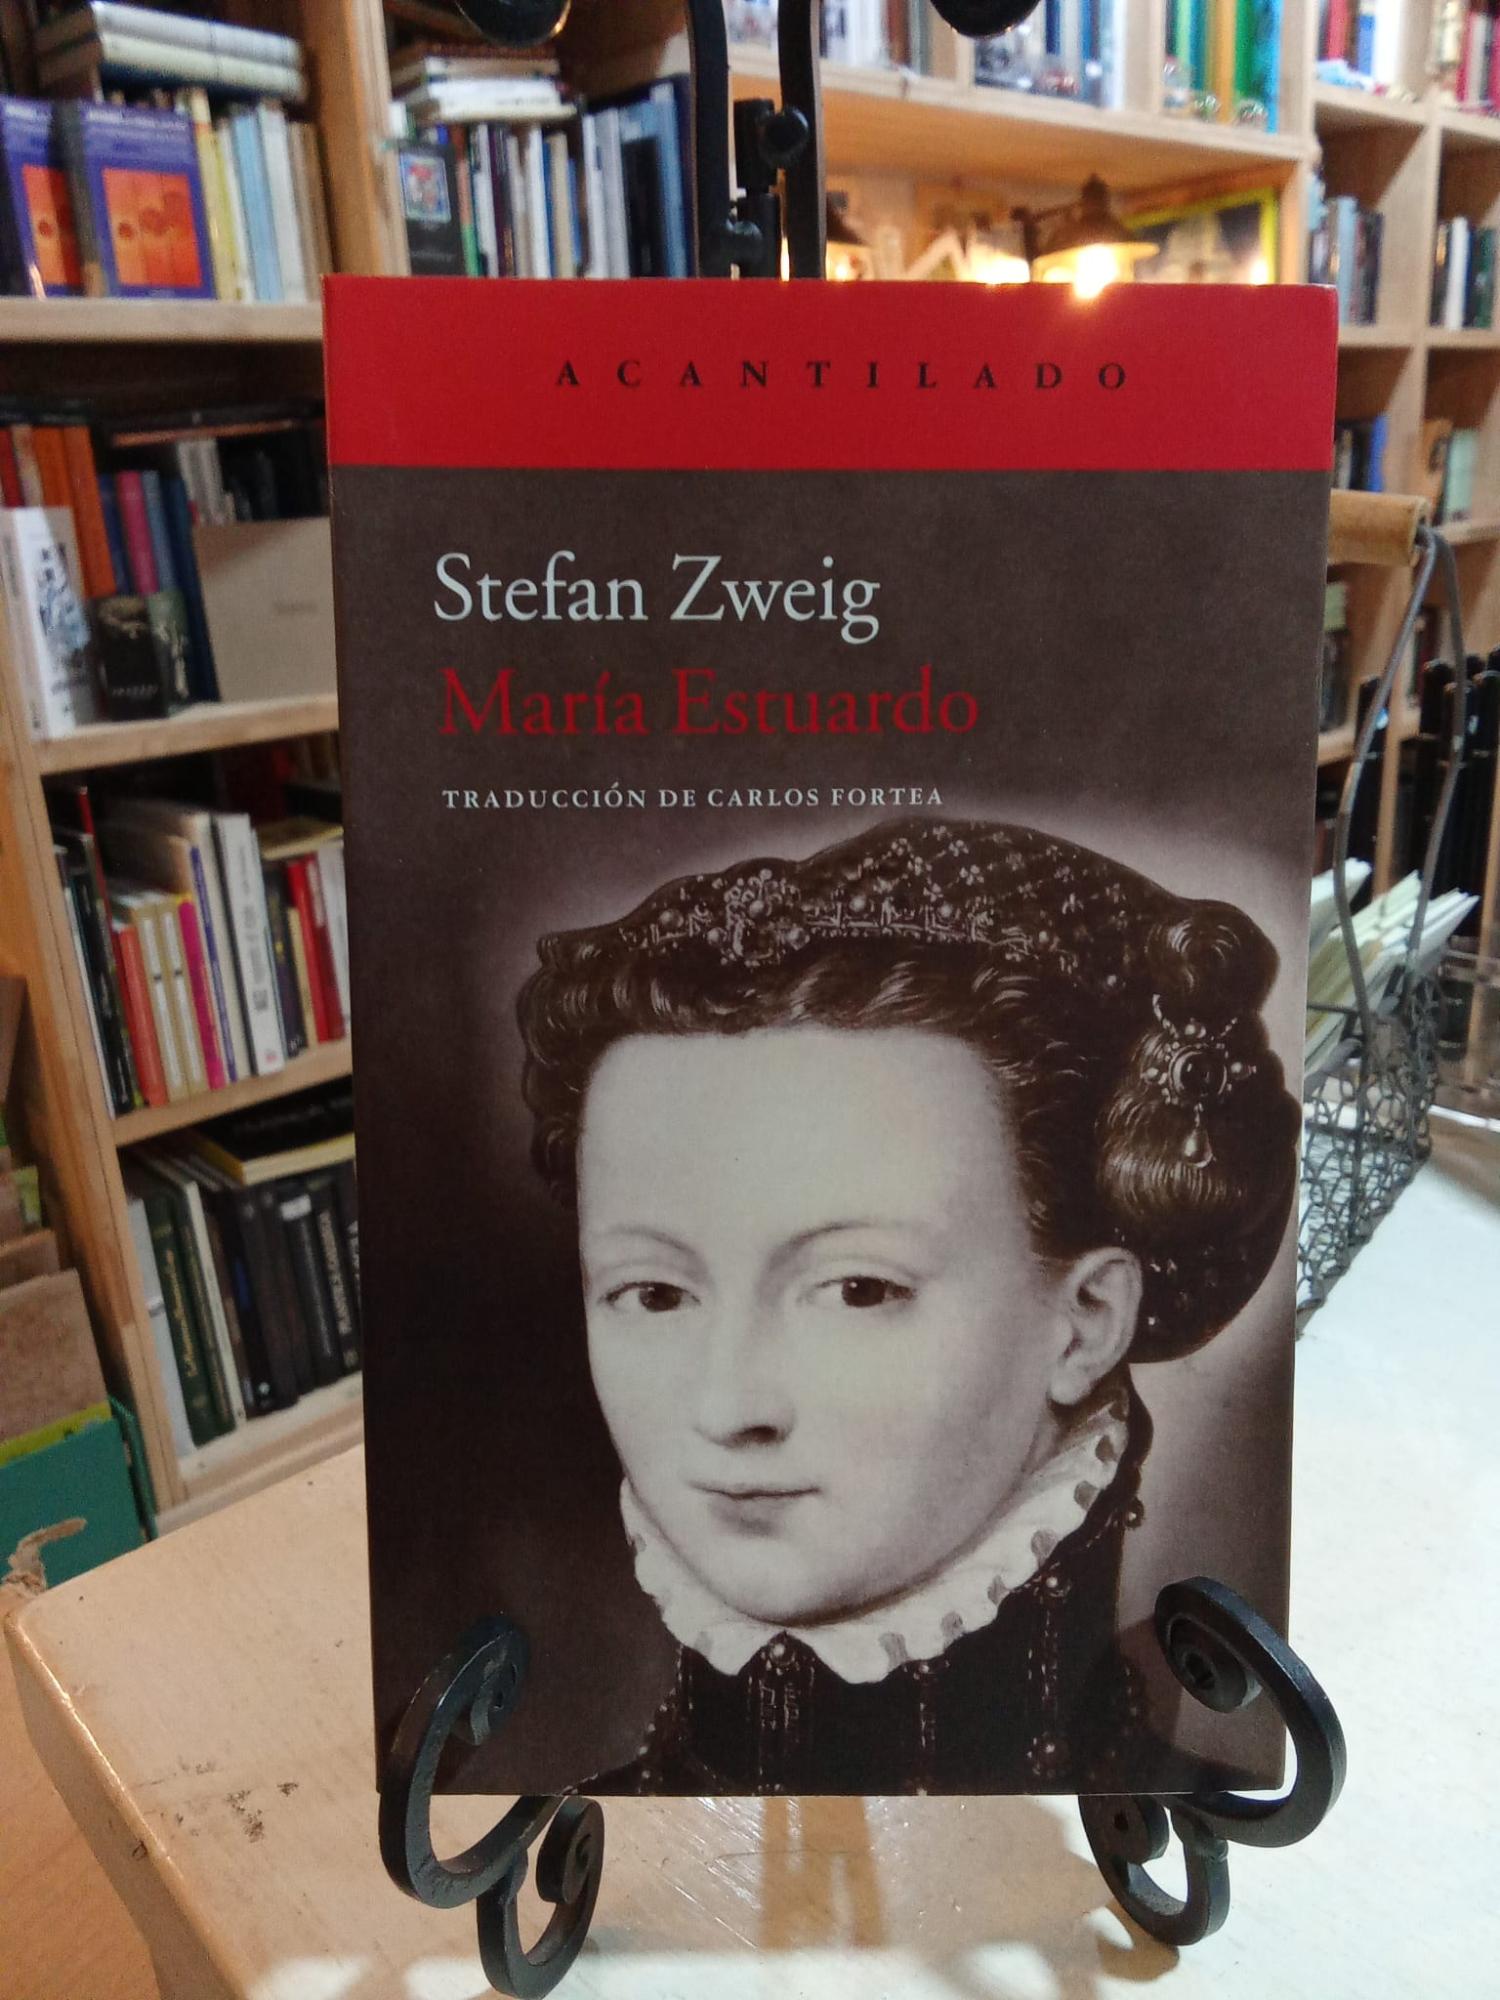 ACANTILADO
Stefan Zweig
María Estuardo
TRADUCCIÓN DE CARLOS FORTEA